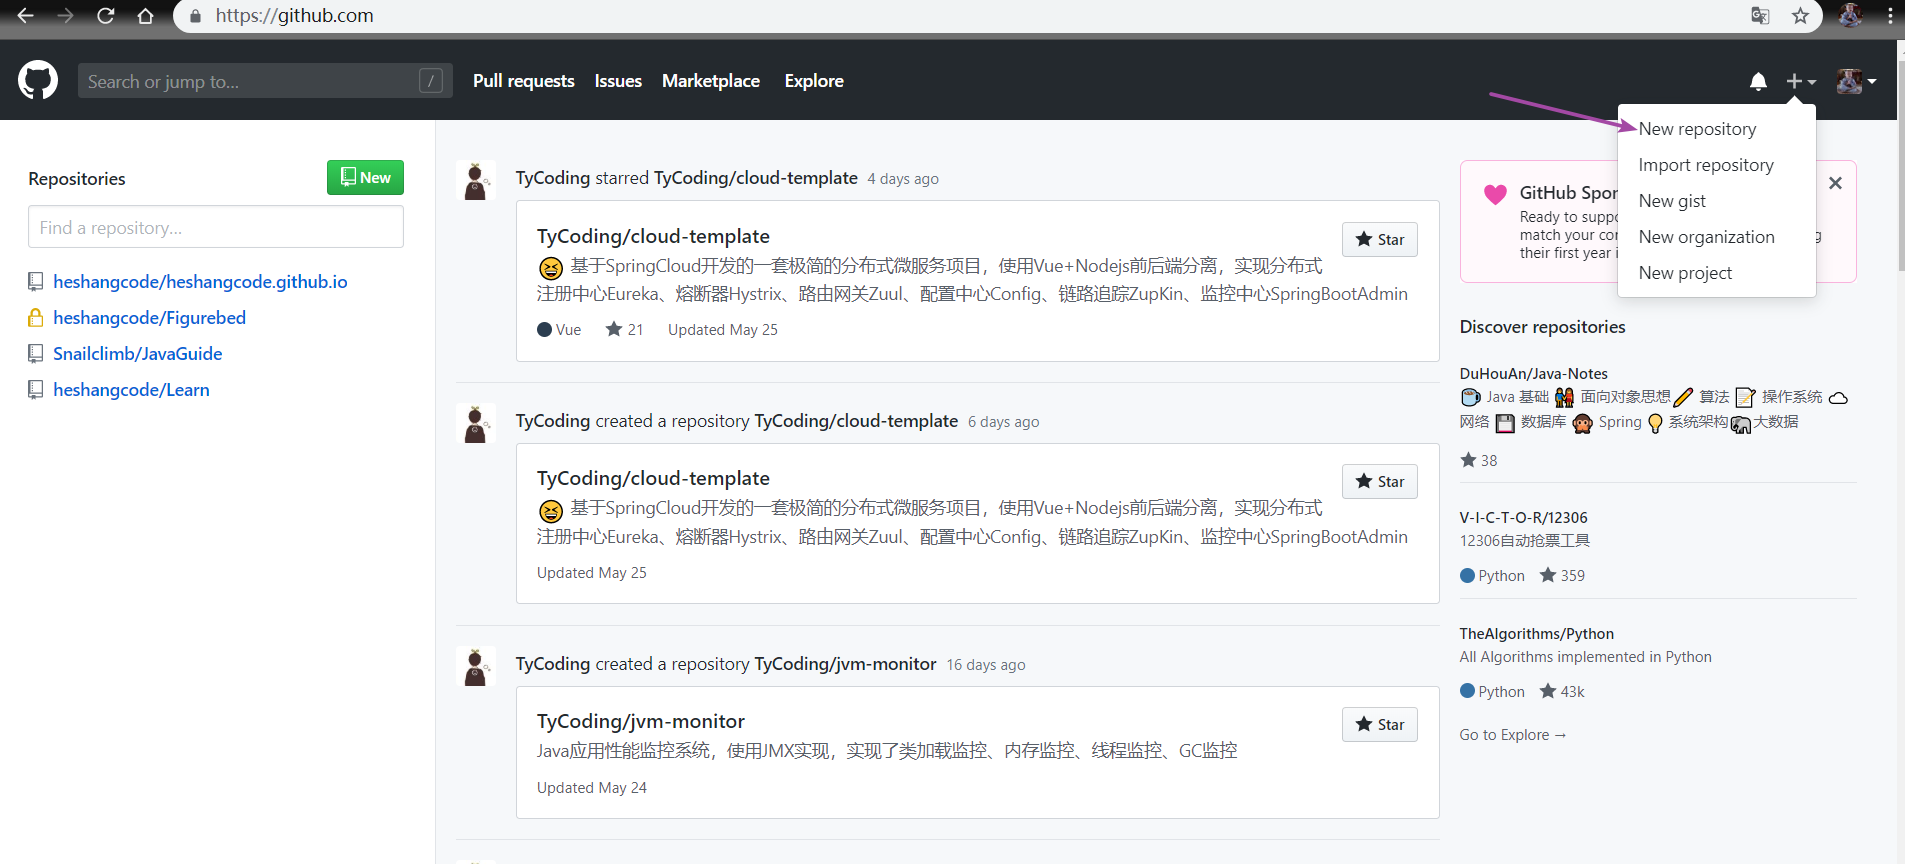 https://github.com
Search or jump to...
/
Pull requests
Issues
Marketplace
Explore
New repository
Import repository
New gist
New organization
New project
Repositories
New
Find a repository...
heshangcode/heshangcode.github.io
heshangcode/Figurebed
Snailclimb/JavaGuide
heshangcode/Learn
TyCoding starred TyCoding/cloud-template 4 days ago
TyCoding/cloud-template
Star
基于SpringCloud开发的一套极简的分布式微服务项目，使用Vue+Nodejs前后端分离，实现分布式
注册中心Eureka、熔断器Hystrix、路由网关Zuul、配置中心Config、链路追踪ZupKin、监控中心SpringBootAdmin
Vue 21 Updated May 25
TyCoding created a repository TyCoding/cloud-template 6 days ago
TyCoding/cloud-template
Star
基于SpringCloud开发的一套极简的分布式微服务项目，使用Vue+Nodejs前后端分离，实现分布式
注册中心Eureka、熔断器Hystrix、路由网关Zuul、配置中心Config、链路追踪ZupKin、监控中心SpringBootAdmin
Updated May 25
TyCoding created a repository TyCoding/jvm-monitor 16 days ago
TyCoding/jvm-monitor
Star
Java应用性能监控系统，使用JMX实现，实现了类加载监控、内存监控、线程监控、GC监控
Updated May 24
GitHub Spon
Ready to suppo
match your con g
their first year i
Discover repositories
DuHouAn/Java-Notes
Java 基础 面向对象思想 算法 操作系统
网络 数据库 Spring 系统架构 大数据
38
V-I-C-T-O-R/12306
12306自动抢票工具
Python 359
TheAlgorithms/Python
All Algorithms implemented in Python
Python 43k
Go to Explore →